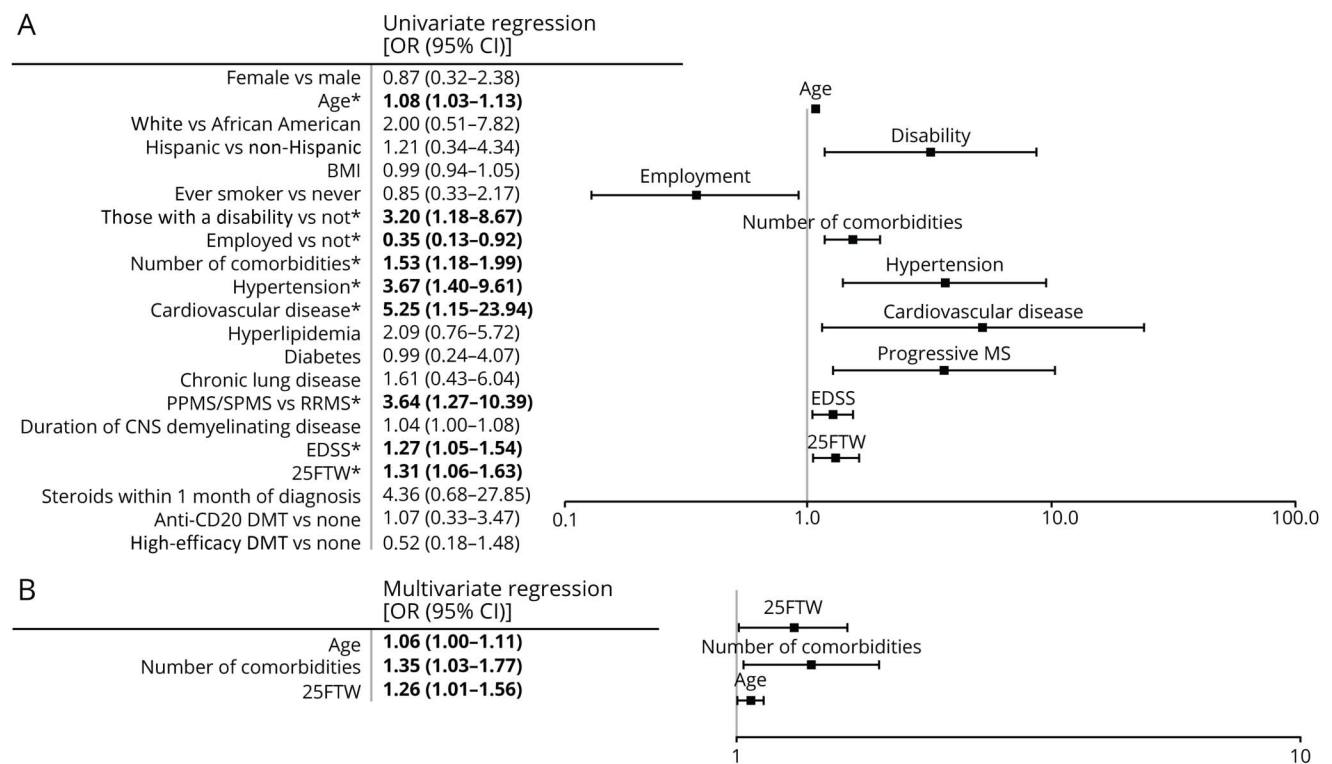 A
Univariate regression
[OR (95% CI)]
Female vs male 0.87 (0.32–2.38)
Age* 1.08 (1.03–1.13)
White vs African American 2.00 (0.51–7.82)
Hispanic vs non-Hispanic 1.21 (0.34–4.34)
BMI 0.99 (0.94–1.05)
Ever smoker vs never 0.85 (0.33–2.17)
Those with a disability vs not* 3.20 (1.18–8.67)
Employed vs not* 0.35 (0.13–0.92)
Number of comorbidities* 1.53 (1.18–1.99)
Hypertension* 3.67 (1.40–9.61)
Cardiovascular disease* 5.25 (1.15–23.94)
Hyperlipidemia 2.09 (0.76–5.72)
Diabetes 0.99 (0.24–4.07)
Chronic lung disease 1.61 (0.43–6.04)
PPMS/SPMS vs RRMS* 3.64 (1.27–10.39)
Duration of CNS demyelinating disease 1.04 (1.00–1.08)
EDSS* 1.27 (1.05–1.54)
25FTW* 1.31 (1.06–1.63)
Steroids within 1 month of diagnosis 4.36 (0.68–27.85)
Anti-CD20 DMT vs none 1.07 (0.33–3.47)
High-efficacy DMT vs none 0.52 (0.18–1.48)
Age
Disability
Employment
Number of comorbidities
Hypertension
Cardiovascular disease
Progressive MS
EDSS
25FTW
0.1 1.0 10.0 100.0
B
Multivariate regression
[OR (95% CI)]
Age 1.06 (1.00–1.11)
Number of comorbidities 1.35 (1.03–1.77)
25FTW 1.26 (1.01–1.56)
25FTW
Number of comorbidities
Age
1 10